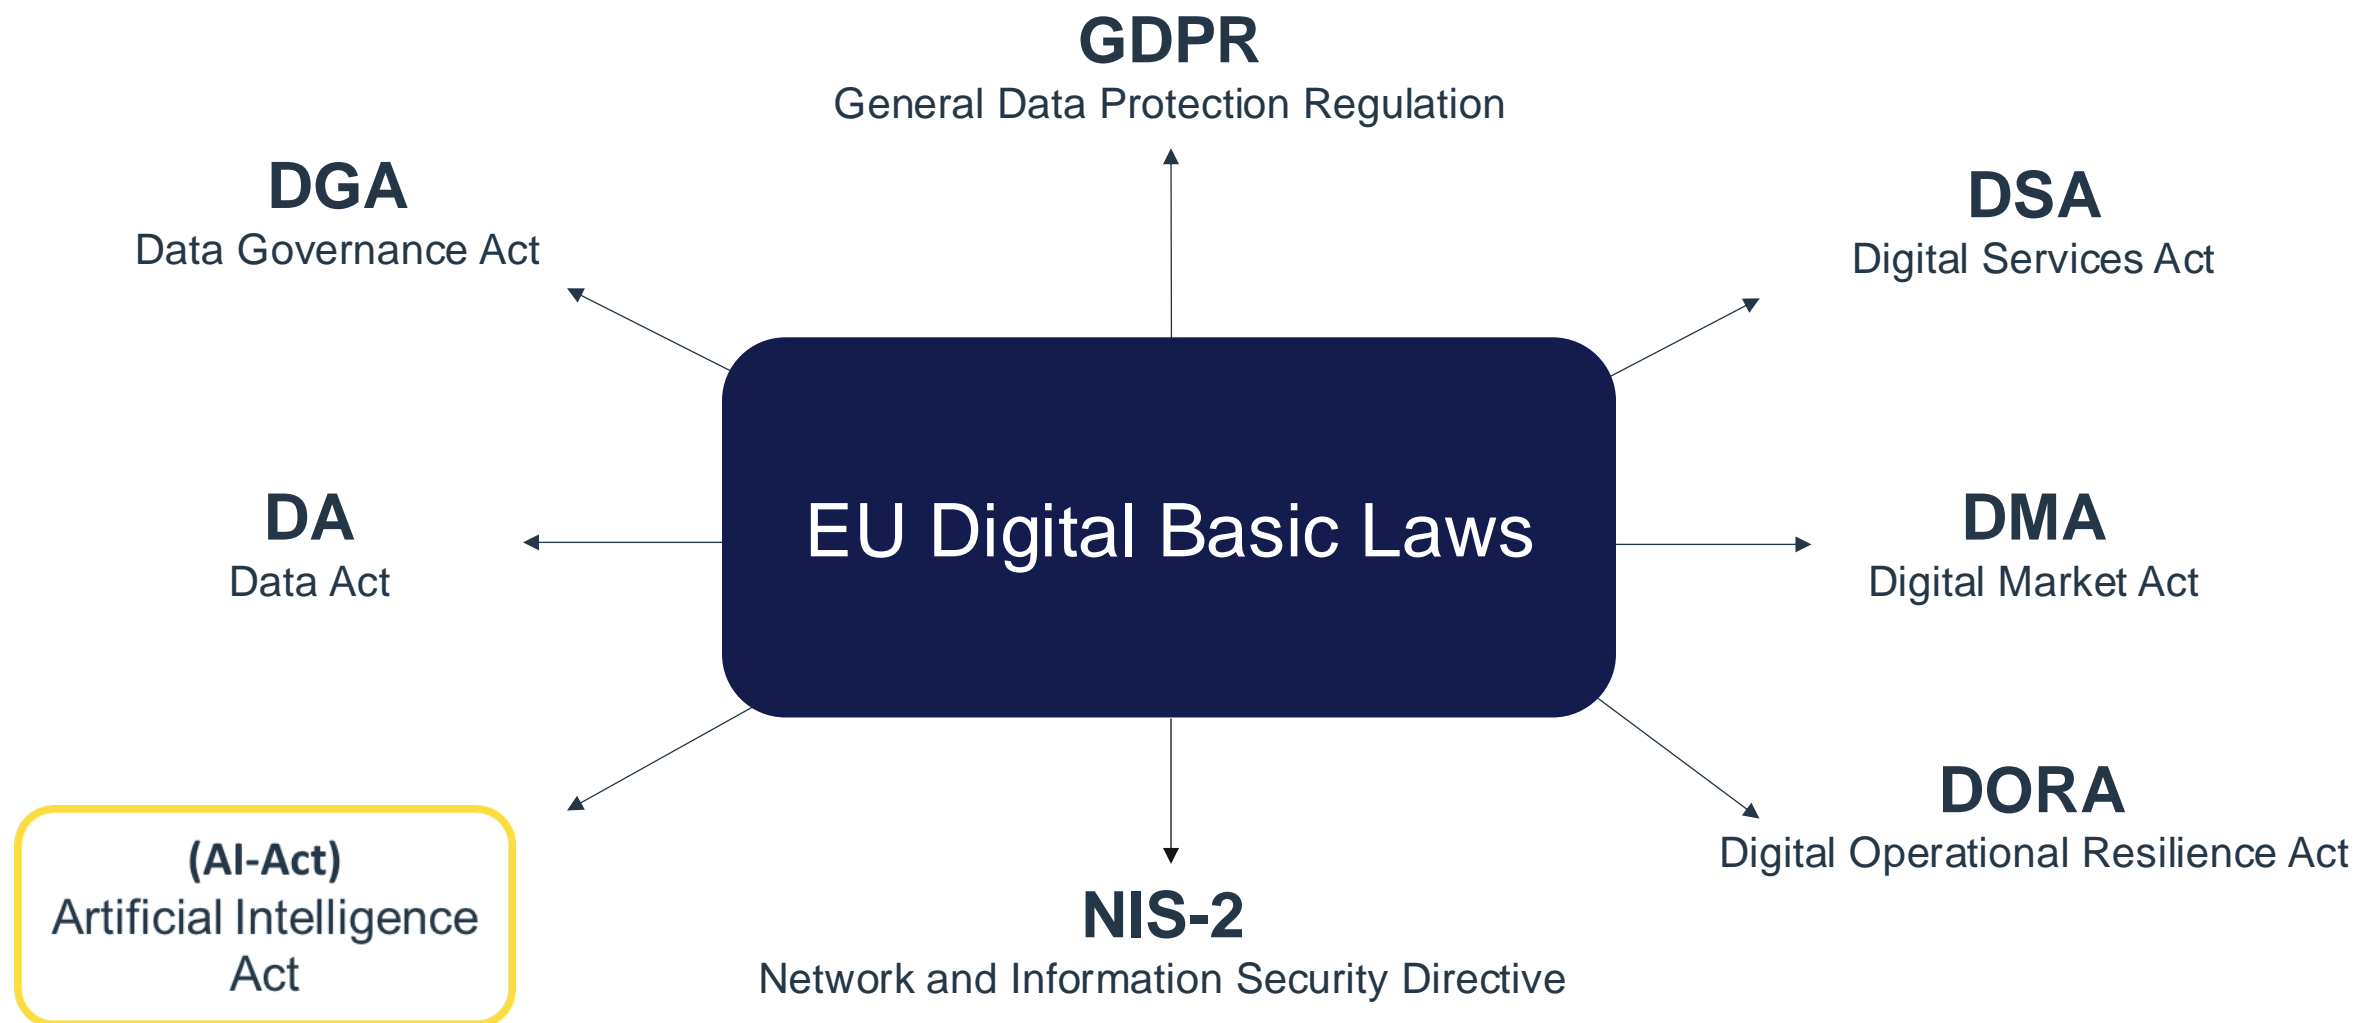 GDPR
General Data Protection Regulation
DGA
Data Governance Act
DSA
Digital Services Act
EU Digital Basic Laws
DA
Data Act
DMA
Digital Market Act
DORA
Digital Operational Resilience Act
(AI-Act)
Artificial Intelligence
Act
NIS-2
Network and Information Security Directive